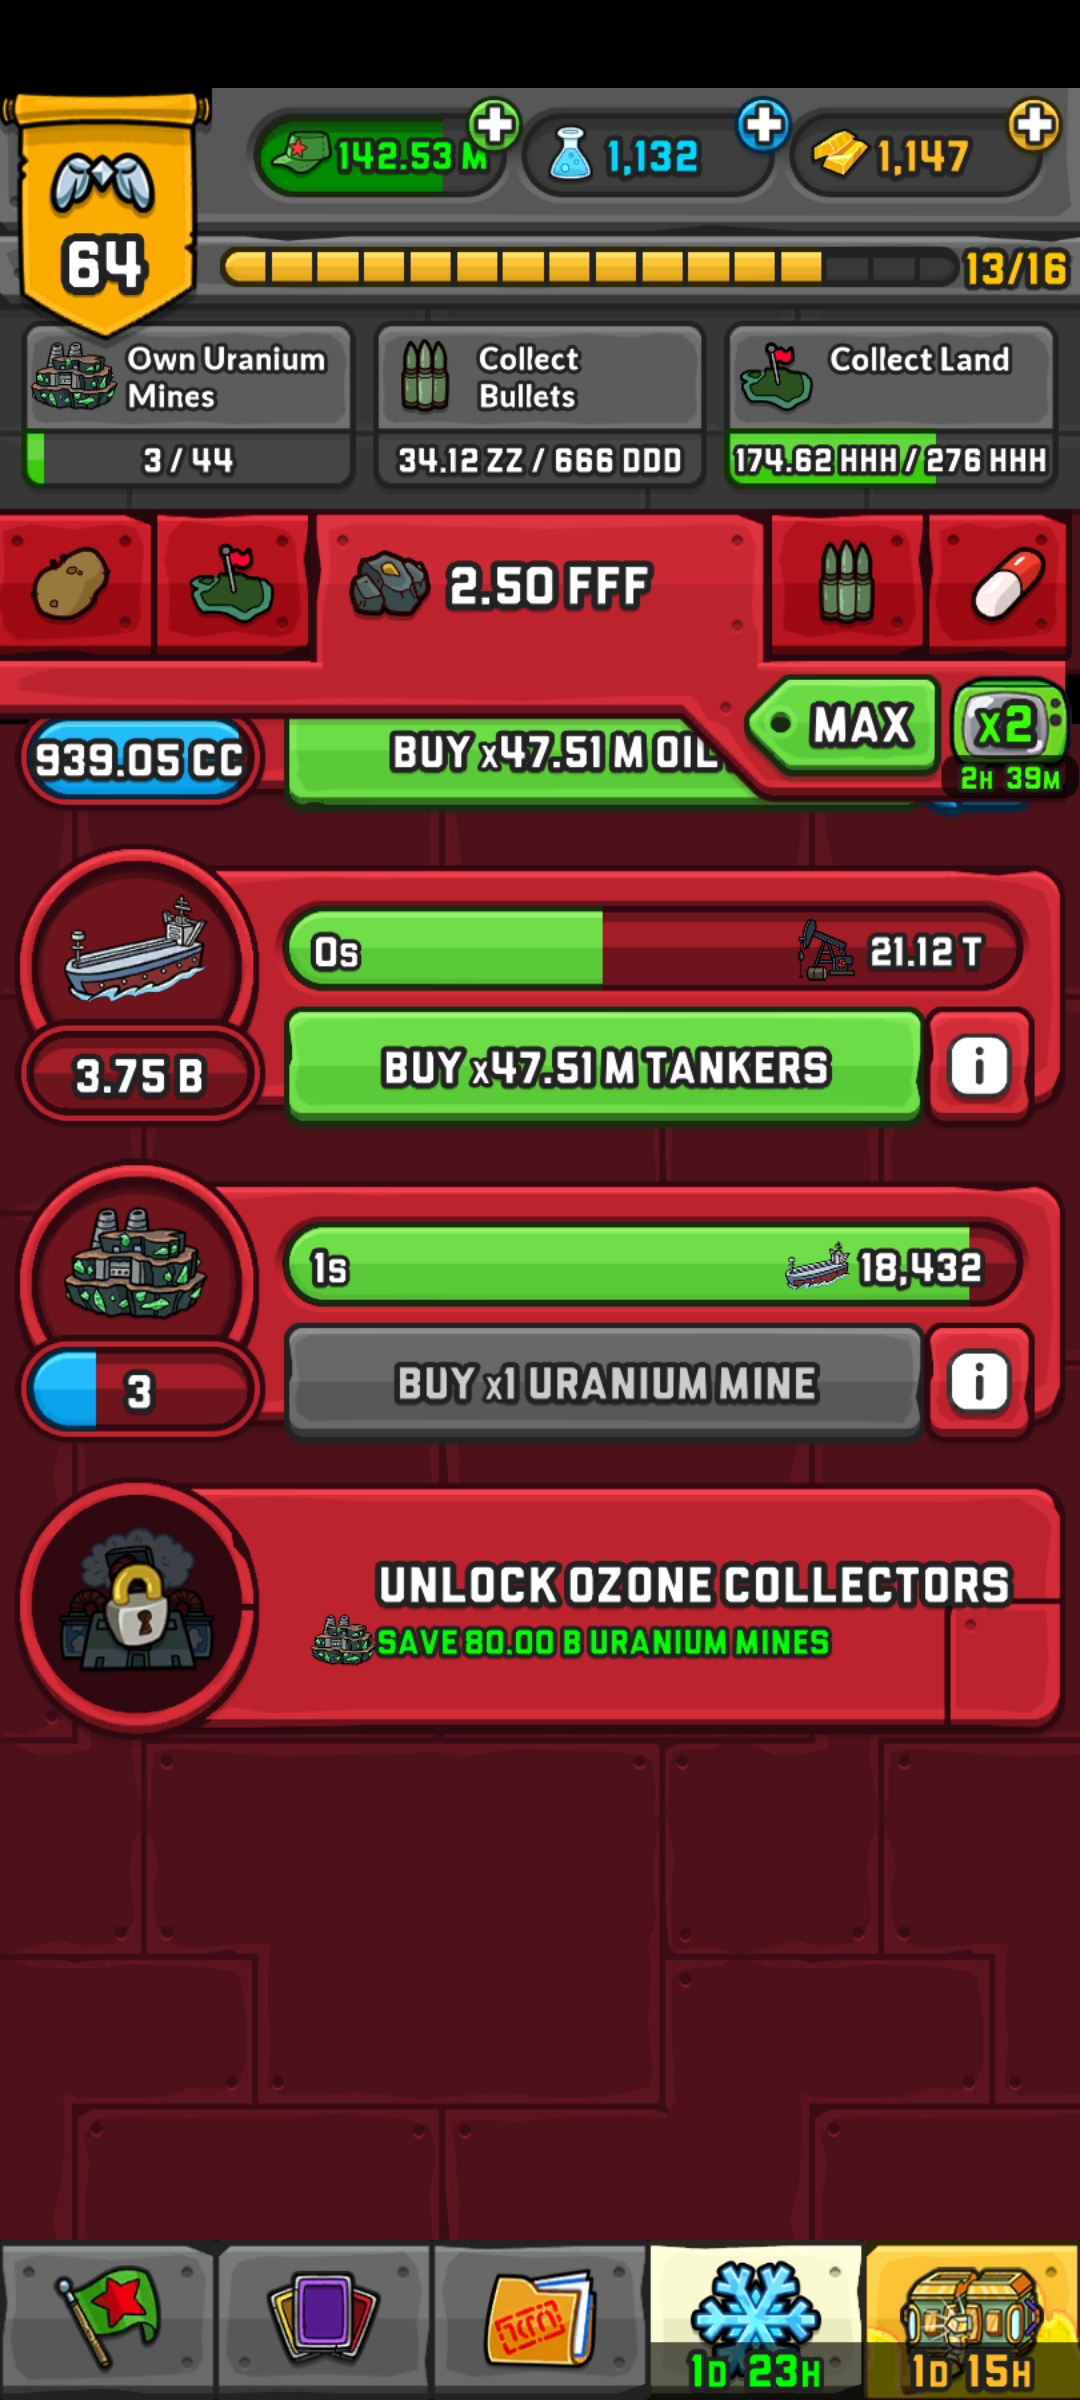 142.53 M
1,132
1,147
64
13/16
Own Uranium Mines
3 / 44
Collect Bullets
34.12 ZZ / 666 DDD
Collect Land
174.62 HHH / 276 HHH
2.50 FFF
MAX
x2
2H 39M
939.05 CC
BUY x47.51 M OIL
0s
21.12 T
3.75 B
BUY x47.51 M TANKERS
i
1s
18,432
3
BUY x1 URANIUM MINE
i
UNLOCK OZONE COLLECTORS
SAVE 80.00 B URANIUM MINES
1D 23H
1D 15H